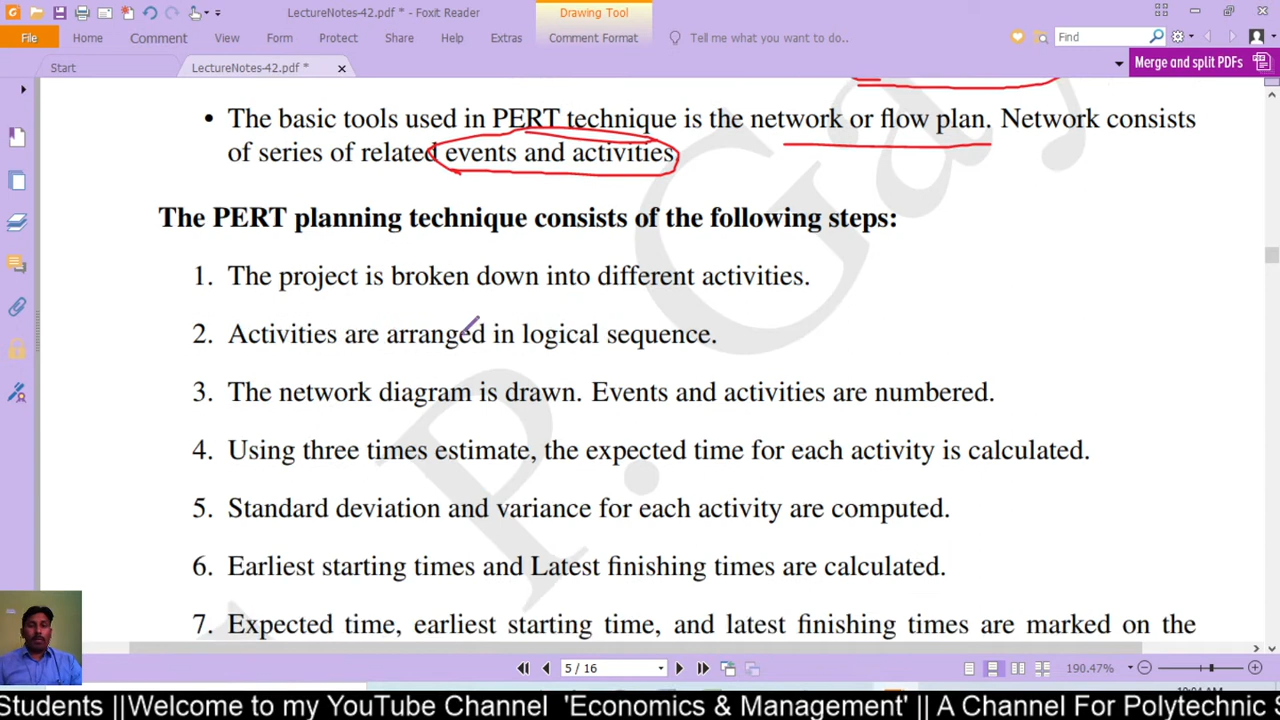 LectureNotes-42.pdf * - Foxit Reader
Drawing Tool
File Home Comment View Form Protect Share Help Extras Comment Format Tell me what you want to do.. Find
Start LectureNotes-42.pdf * Merge and split PDFs
• The basic tools used in PERT technique is the network or flow plan. Network consists
of series of related events and activities.
The PERT planning technique consists of the following steps:
1. The project is broken down into different activities.
2. Activities are arranged in logical sequence.
3. The network diagram is drawn. Events and activities are numbered.
4. Using three times estimate, the expected time for each activity is calculated.
5. Standard deviation and variance for each activity are computed.
6. Earliest starting times and Latest finishing times are calculated.
7. Expected time, earliest starting time, and latest finishing times are marked on the
5 / 16 190.47%
Students ||Welcome to my YouTube Channel 'Economics & Management' || A Channel For Polytechnic S